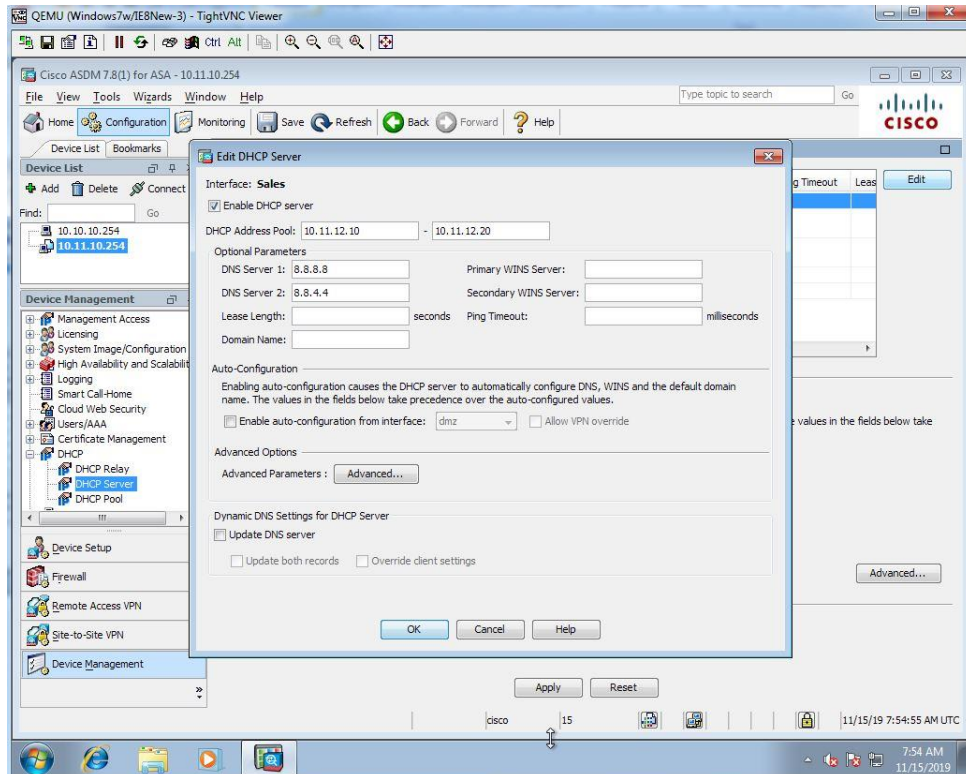 QEMU (Windows7w/IE8New-3) - TightVNC Viewer
Ctrl Alt
Cisco ASDM 7.8(1) for ASA - 10.11.10.254
File View Tools Wizards Window Help
Type topic to search Go
Home Configuration Monitoring Save Refresh Back Forward Help
CISCO
Device List Bookmarks
Device List
Add Delete Connect
Find: Go
10.10.10.254
10.11.10.254
Device Management
Management Access
Licensing
System Image/Configuration
High Availability and Scalabilit
Logging
Smart Call-Home
Cloud Web Security
Users/AAA
Certificate Management
DHCP
DHCP Relay
DHCP Server
DHCP Pool
Device Setup
Firewall
Remote Access VPN
Site-to-Site VPN
Device Management
Edit DHCP Server
Interface: Sales
Enable DHCP server
DHCP Address Pool: 10.11.12.10 - 10.11.12.20
Optional Parameters
DNS Server 1: 8.8.8.8 Primary WINS Server:
DNS Server 2: 8.8.4.4 Secondary WINS Server:
Lease Length: seconds Ping Timeout: milliseconds
Domain Name:
Auto-Configuration
Enabling auto-configuration causes the DHCP server to automatically configure DNS, WINS and the default domain
name. The values in the fields below take precedence over the auto-configured values.
Enable auto-configuration from interface: dmz Allow VPN override
Advanced Options
Advanced Parameters : Advanced...
Dynamic DNS Settings for DHCP Server
Update DNS server
Update both records Override client settings
OK Cancel Help
g Timeout Leas Edit
e values in the fields below take
Advanced...
Apply Reset
cisco 15 11/15/19 7:54:55 AM UTC
7:54 AM
11/15/2019